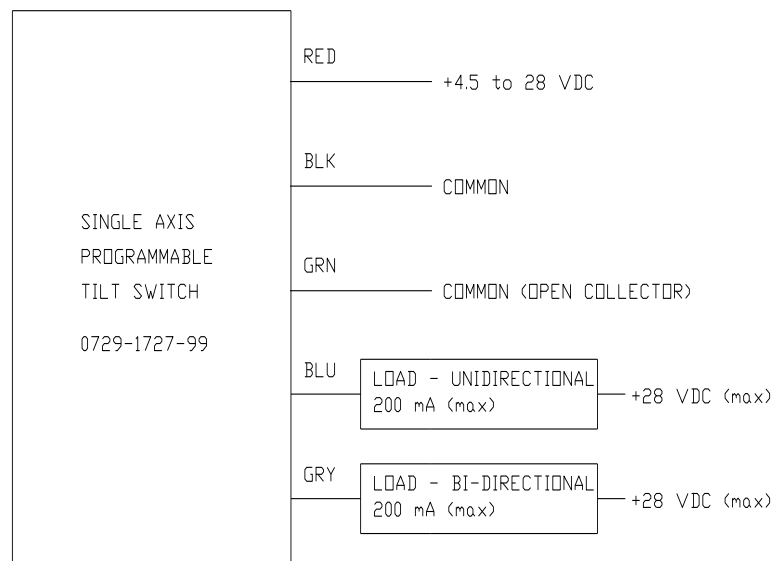 RED
+4.5 to 28 VDC
BLK
COMMON
SINGLE AXIS
PROGRAMMABLE
TILT SWITCH
0729-1727-99
GRN
COMMON (OPEN COLLECTOR)
BLU
LOAD - UNIDIRECTIONAL
200 mA (max)
+28 VDC (max)
GRY
LOAD - BI-DIRECTIONAL
200 mA (max)
+28 VDC (max)